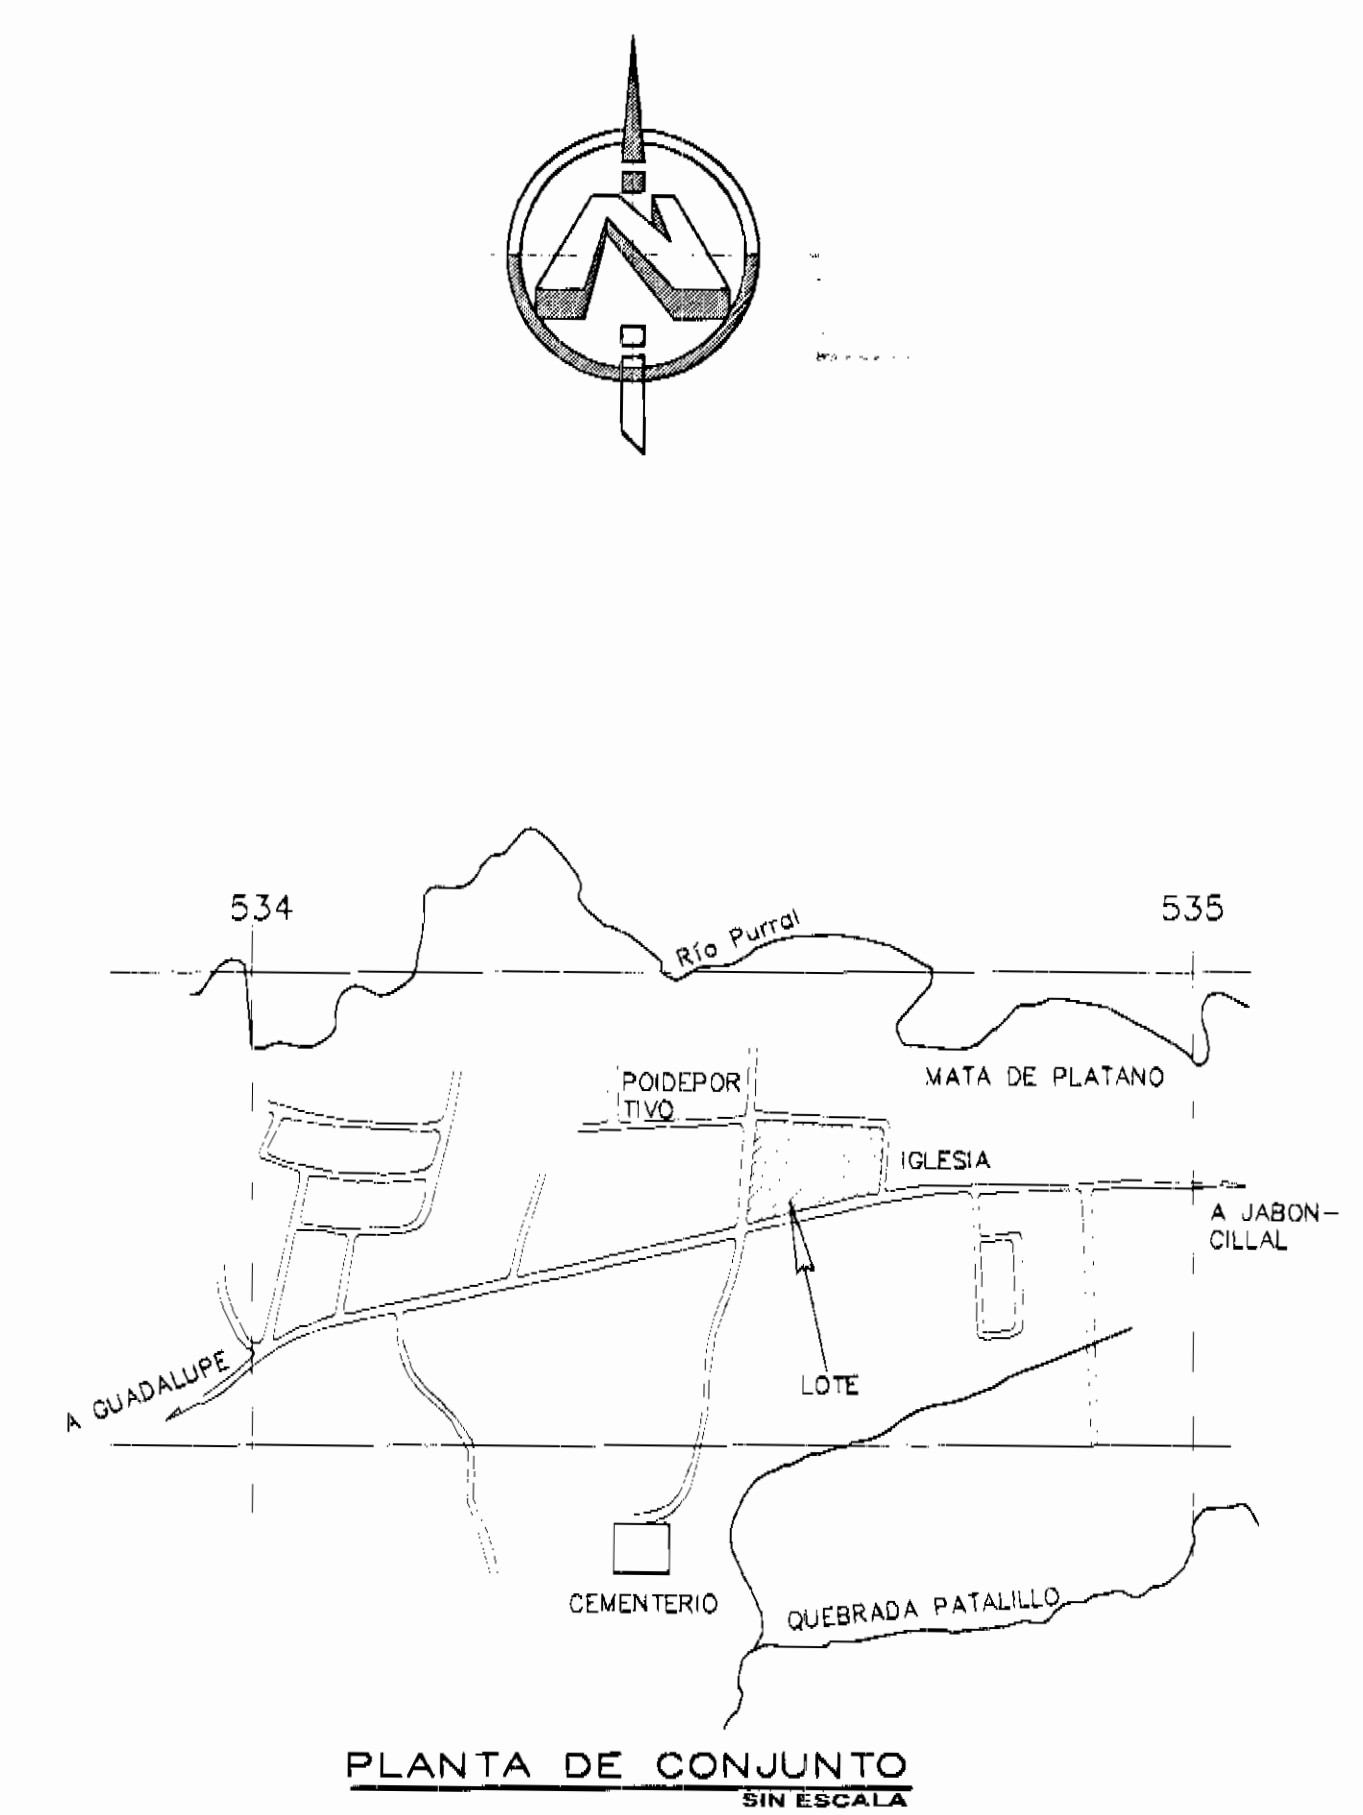 N
534
535
Río Purral
MATA DE PLATANO
POIDEPOR
TIVO
IGLESIA
A JABON-
CILLAL
A GUADALUPE
LOTE
CEMENTERIO
QUEBRADA PATALILLO
PLANTA DE CONJUNTO
SIN ESCALA